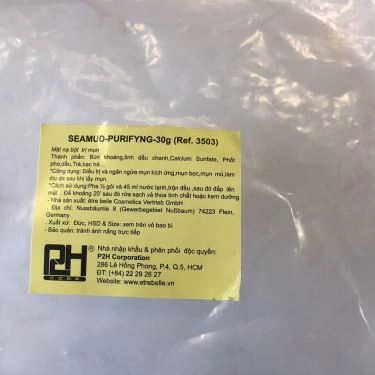 SEAMUD-PURIFYNG-30g (Ref. 3503)
Mặt nạ bột trị mụn
Thành phần: Bùn khoáng,tinh dầu chanh,Calcium Sunfate, Phốt
pho,dầu,Trà,bạc hà...
*Công dụng: Điều trị và ngăn ngừa mụn kích ứng,mụn bọc,mụn mủ,làm
dịu da sau khi lấy mụn.
*Cách sử dụng:Pha ½ gói và 45 ml nước lạnh,trộn đều ,sau đó đắp lên
mặt . Để khoảng 20' sau đó rửa sạch và thoa tinh chất hoặc kem dưỡng.
- Nhà sản xuất. être belle Cosmetics Vertrieb GmbH
- Địa chỉ: Nussbäumle 8 (Gewerbegebiet Nußbaum) 74223 Flein,
Germany
. Xuất xứ: Đức, HSD & Size: xem trên vỏ bao bì
- Bảo quản: tránh ánh nắng trực tiếp
P2H ®
CORP.
Nhà nhập khẩu & phân phối độc quyền:
P2H Corporation
286 Lê Hồng Phong, P.4, Q.5, HCM
ĐT: (+84) 22 29 26 27
Website: www.etrebelle.vn